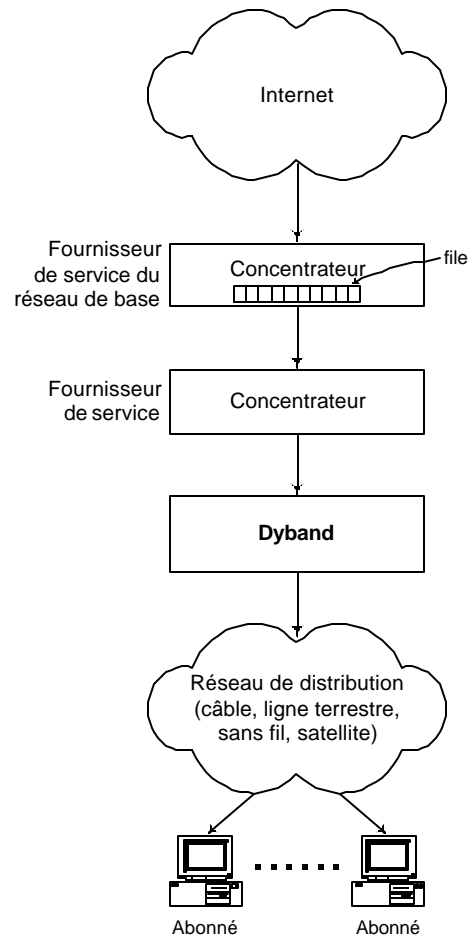 Internet
Fournisseur
de service du
réseau de base
Concentrateur
file
Fournisseur
de service
Concentrateur
Dyband
Réseau de distribution
(câble, ligne terrestre,
sans fil, satellite)
Abonné
Abonné